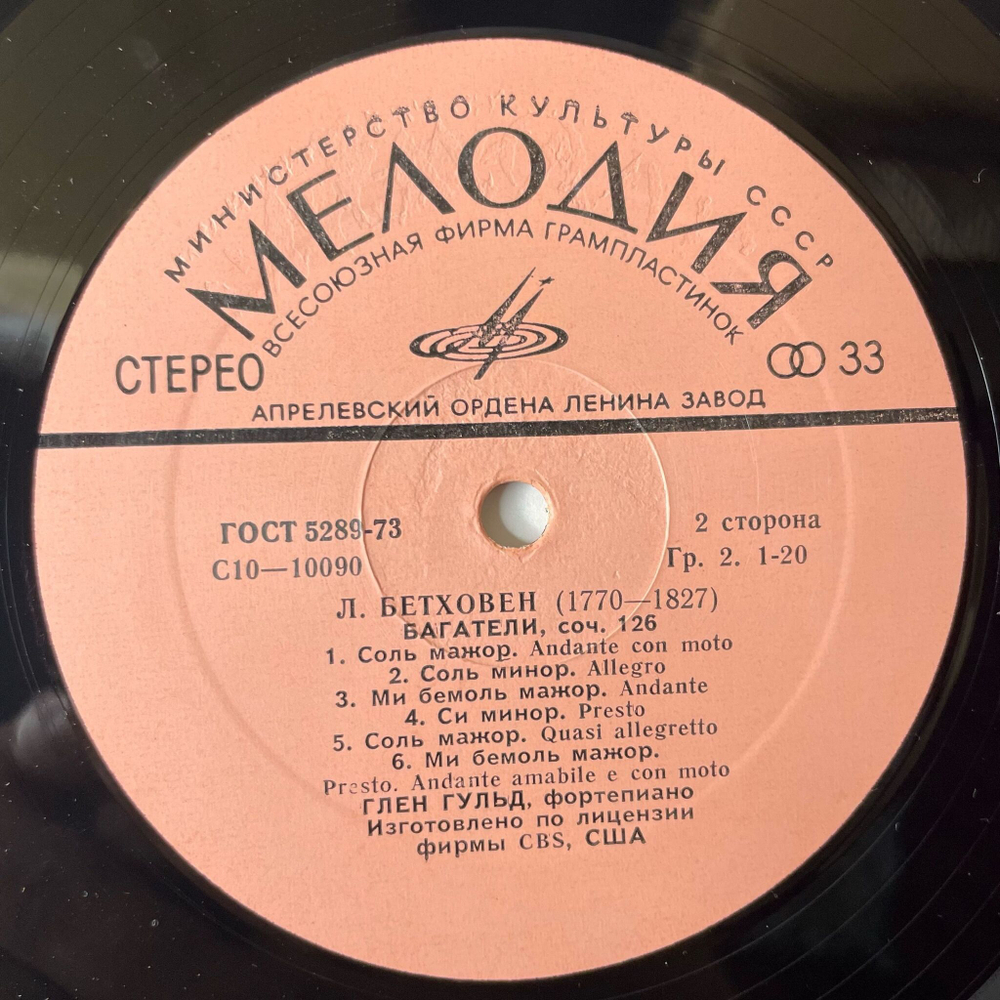 МИНИСТЕРСТВО КУЛЬТУРЫ СССР
МЕЛОДИЯ
ВСЕСОЮЗНАЯ ФИРМА ГРАМПЛАСТИНОК
СТЕРЕО
33
АПРЕЛЕВСКИЙ ОРДЕНА ЛЕНИНА ЗАВОД
ГОСТ 5289-73
2 сторона
С10—10090
Гр. 2. 1-20
Л. БЕТХОВЕН (1770—1827)
БАГАТЕЛИ, соч. 126
1. Соль мажор. Andante con moto
2. Соль минор. Allegro
3. Ми бемоль мажор. Andante
4. Си минор. Presto
5. Соль мажор. Quasi allegretto
6. Ми бемоль мажор.
Presto. Andante amabile e con moto
ГЛЕН ГУЛЬД, фортепиано
Изготовлено по лицензии
фирмы CBS, США